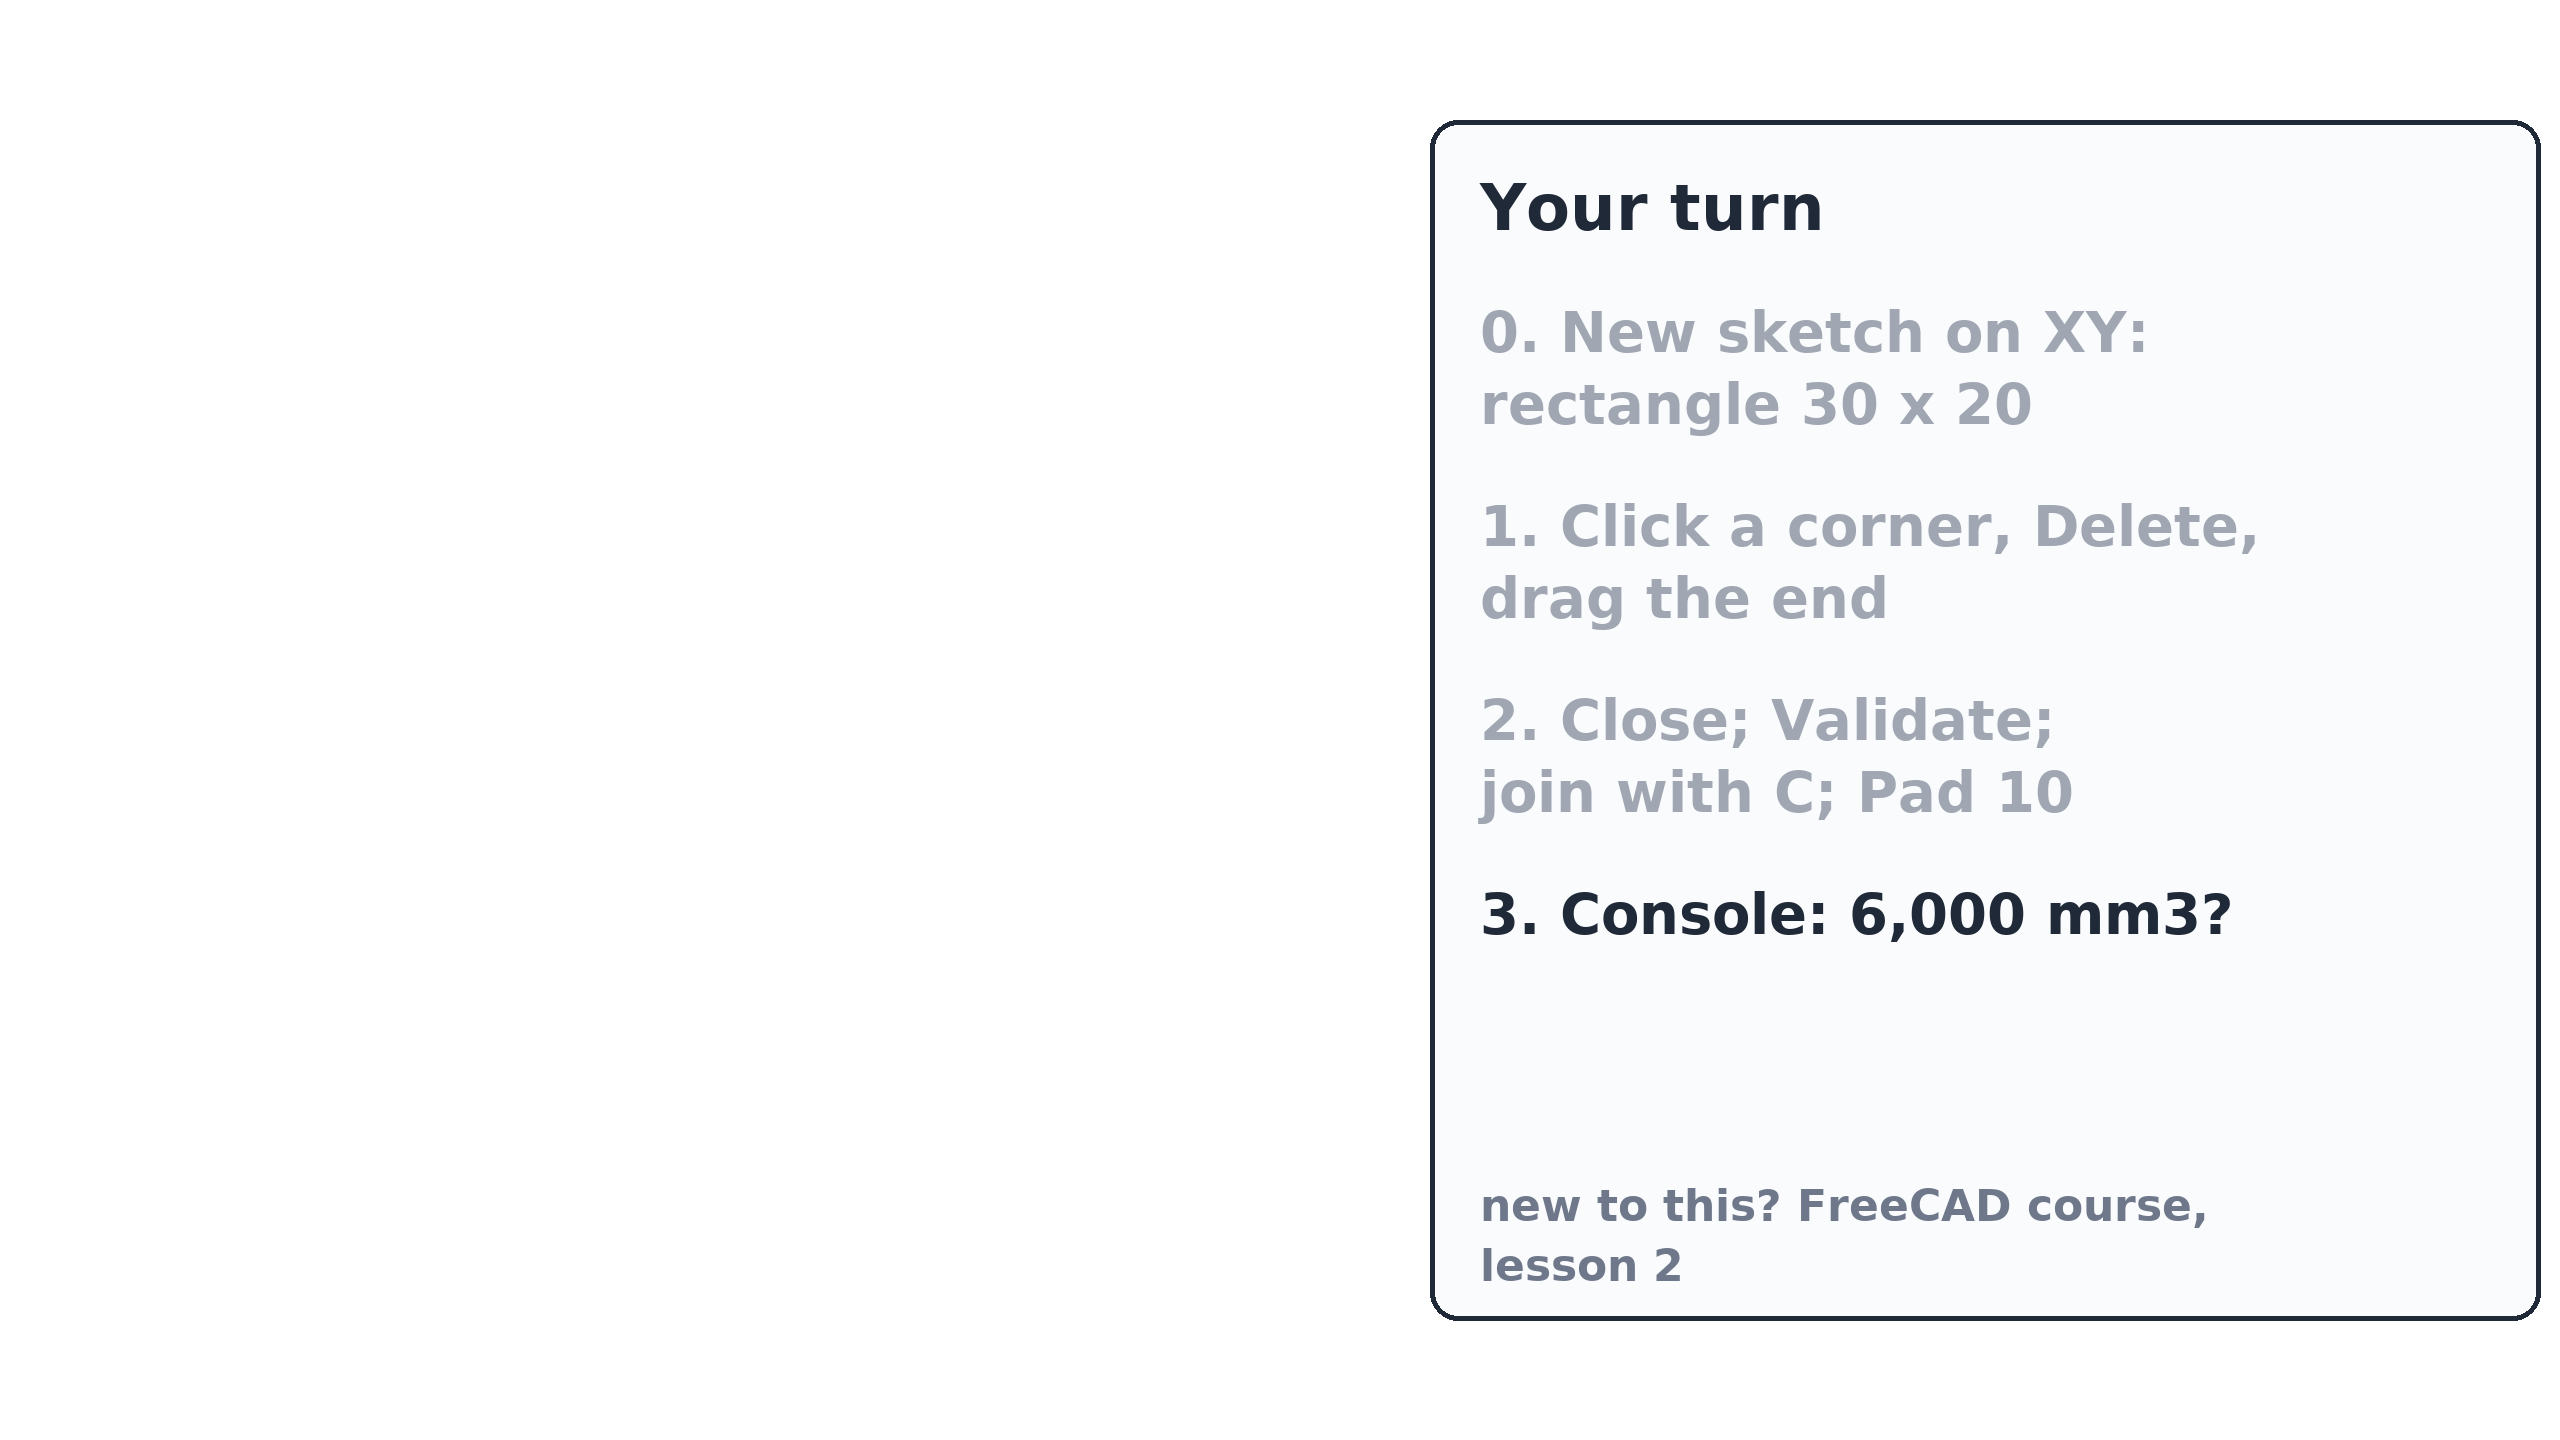 Your turn
0. New sketch on XY:
rectangle 30 x 20
1. Click a corner, Delete,
drag the end
2. Close; Validate;
join with C; Pad 10
3. Console: 6,000 mm3?
new to this? FreeCAD course,
lesson 2